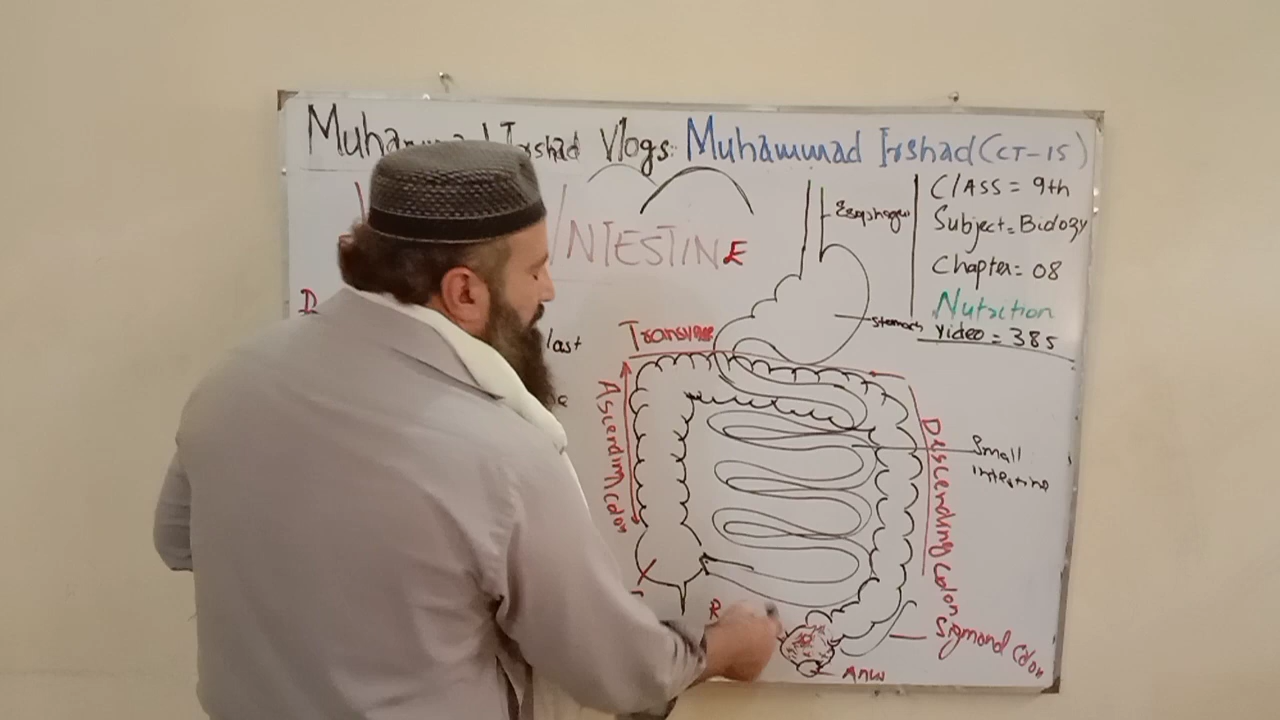 Muhammad Irshad Vlogs: Muhammad Irshad (CT-15)
CLASS = 9th
Subject = Biology
Chapter = 08
Nutrition
Video = 385
INTESTINE
Esophagus
Stomach
last
Transverse
Ascending colon
Descending colon
Small
intestine
Sigmond colon
R
Anus